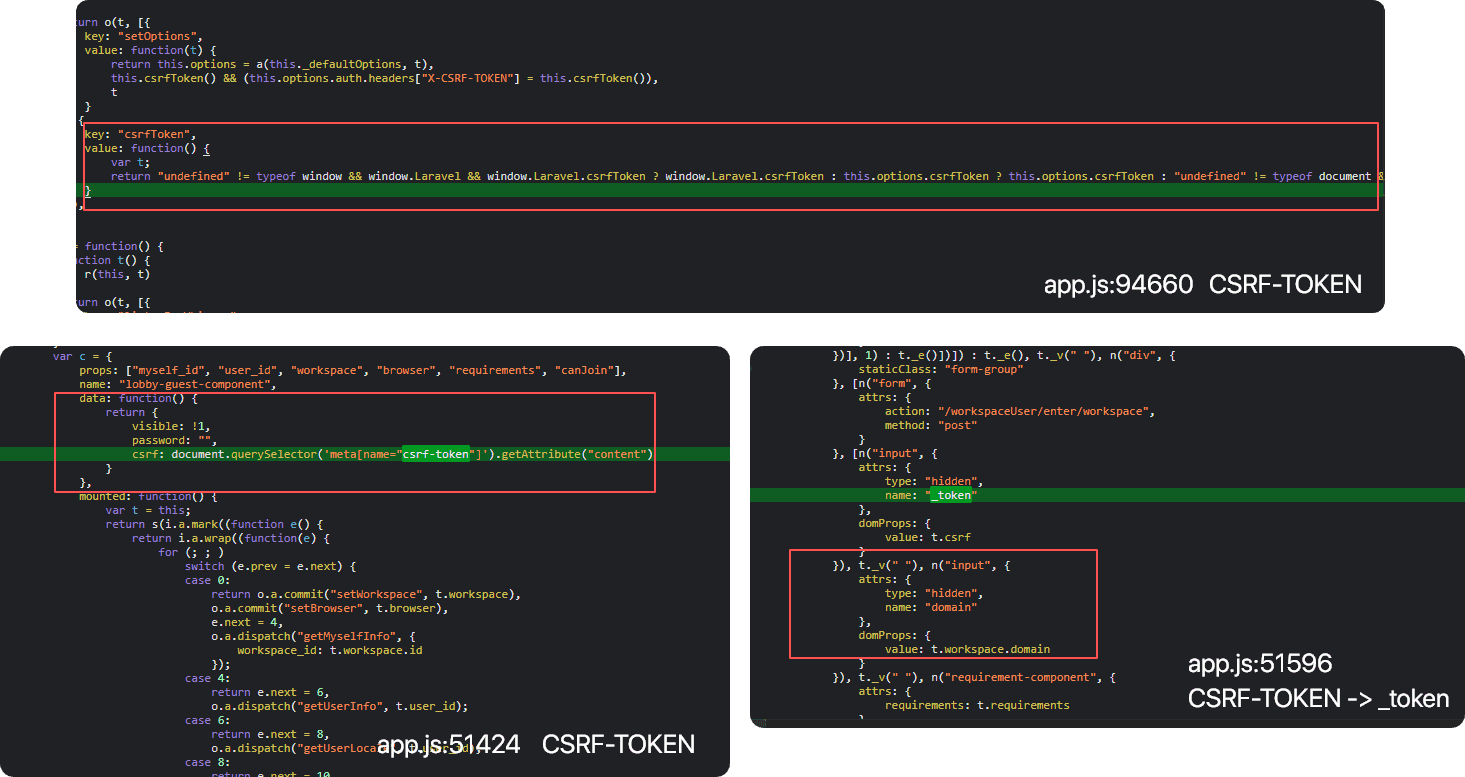 urn o(t, [{
key: "setOptions",
value: function(t) {
return this.options = a(this._defaultOptions, t),
this.csrfToken() && (this.options.auth.headers["X-CSRF-TOKEN"] = this.csrfToken()),
t
}
{
key: "csrfToken",
value: function() {
var t;
return "undefined" != typeof window && window.Laravel && window.Laravel.csrfToken ? window.Laravel.csrfToken : this.options.csrfToken ? this.options.csrfToken : "undefined" != typeof document &
}
,
= function() {
nction t() {
r(this, t)
urn o(t, [{
app.js:94660 CSRF-TOKEN
var c = {
props: ["myself_id", "user_id", "workspace", "browser", "requirements", "canJoin"],
name: "lobby-guest-component",
data: function() {
return {
visible: !1,
password: "",
csrf: document.querySelector('meta[name="csrf-token"]').getAttribute("content")
}
},
mounted: function() {
var t = this;
return s(i.a.mark((function e() {
return i.a.wrap((function(e) {
for (; ; )
switch (e.prev = e.next) {
case 0:
return o.a.commit("setWorkspace", t.workspace),
o.a.commit("setBrowser", t.browser),
e.next = 4,
o.a.dispatch("getMyselfInfo", {
workspace_id: t.workspace.id
});
case 4:
return e.next = 6,
o.a.dispatch("getUserInfo", t.user_id);
case 6:
return e.next = 8,
o.a.dispatch("getUserLoca
case 8:
return e.next = 10
app.js:51424 CSRF-TOKEN
})], 1) : t._e()])]) : t._e(), t._v(" "), n("div", {
staticClass: "form-group"
}, [n("form", {
attrs: {
action: "/workspaceUser/enter/workspace",
method: "post"
}
}, [n("input", {
attrs: {
type: "hidden",
name: "_token"
},
domProps: {
value: t.csrf
}
}), t._v(" "), n("input", {
attrs: {
type: "hidden",
name: "domain"
},
domProps: {
value: t.workspace.domain
}
}), t._v(" "), n("requirement-component", {
attrs: {
requirements: t.requirements
}
app.js:51596
CSRF-TOKEN -> _token